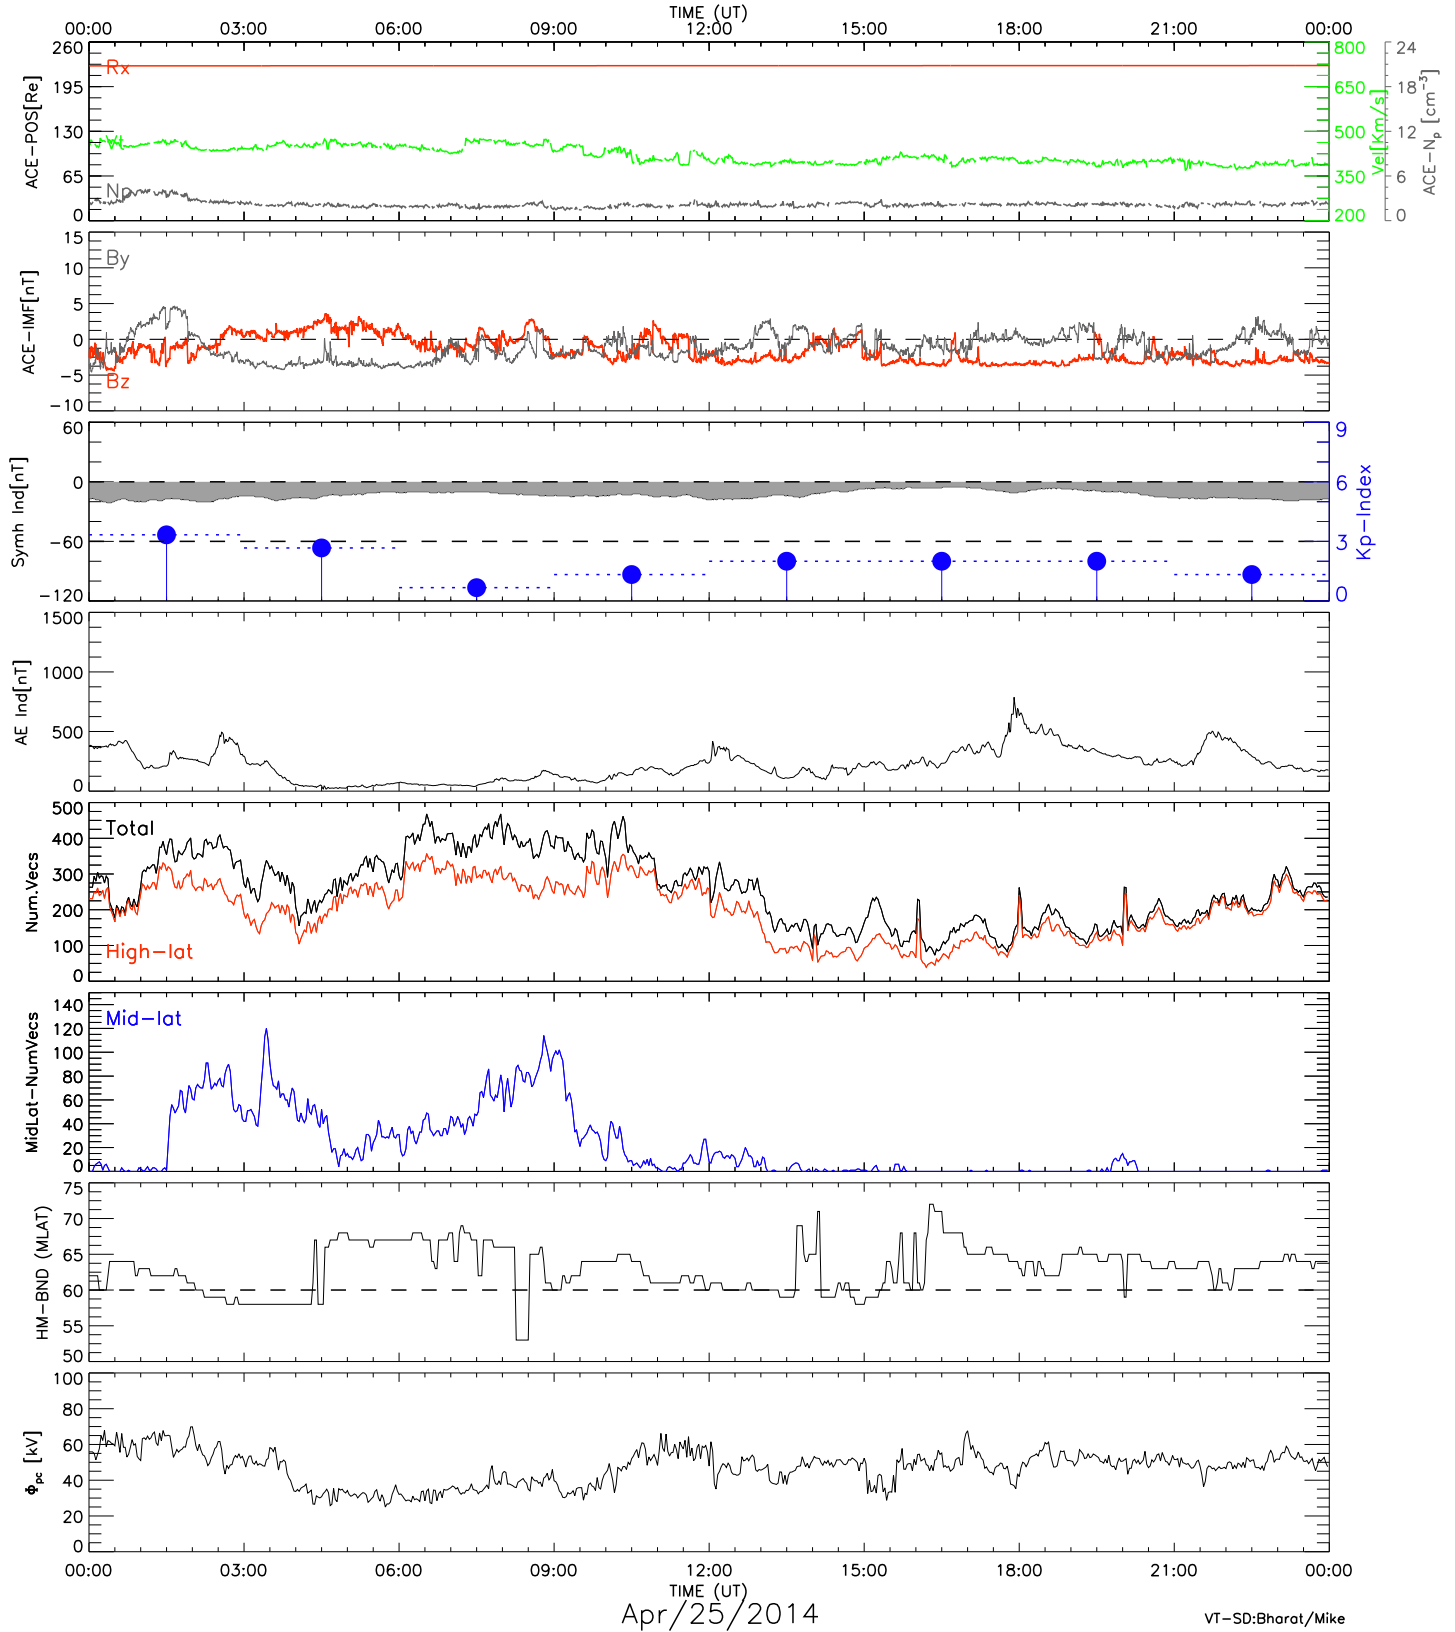 TIME (UT)
00:00 03:00 06:00 09:00 12:00 15:00 18:00 21:00 00:00
ACE-POS[Re]
260
195
130
65
0
Rx
Np
800
650
500
350
200
Vel[Km/s]
24
18
12
6
0
ACE-Np [cm-3]
ACE-IMF[nT]
15
10
5
0
-5
-10
By
Bz
Symh Ind[nT]
60
0
-60
-120
9
6
3
0
Kp-Index
AE Ind[nT]
1500
1000
500
0
Num.Vecs
500
400
300
200
100
0
Total
High-lat
MidLat-NumVecs
140
120
100
80
60
40
20
0
Mid-lat
HM-BND (MLAT)
75
70
65
60
55
50
Φpc [kV]
100
80
60
40
20
0
00:00 03:00 06:00 09:00 12:00 15:00 18:00 21:00 00:00
TIME (UT)
Apr/25/2014
VT-SD:Bharat/Mike